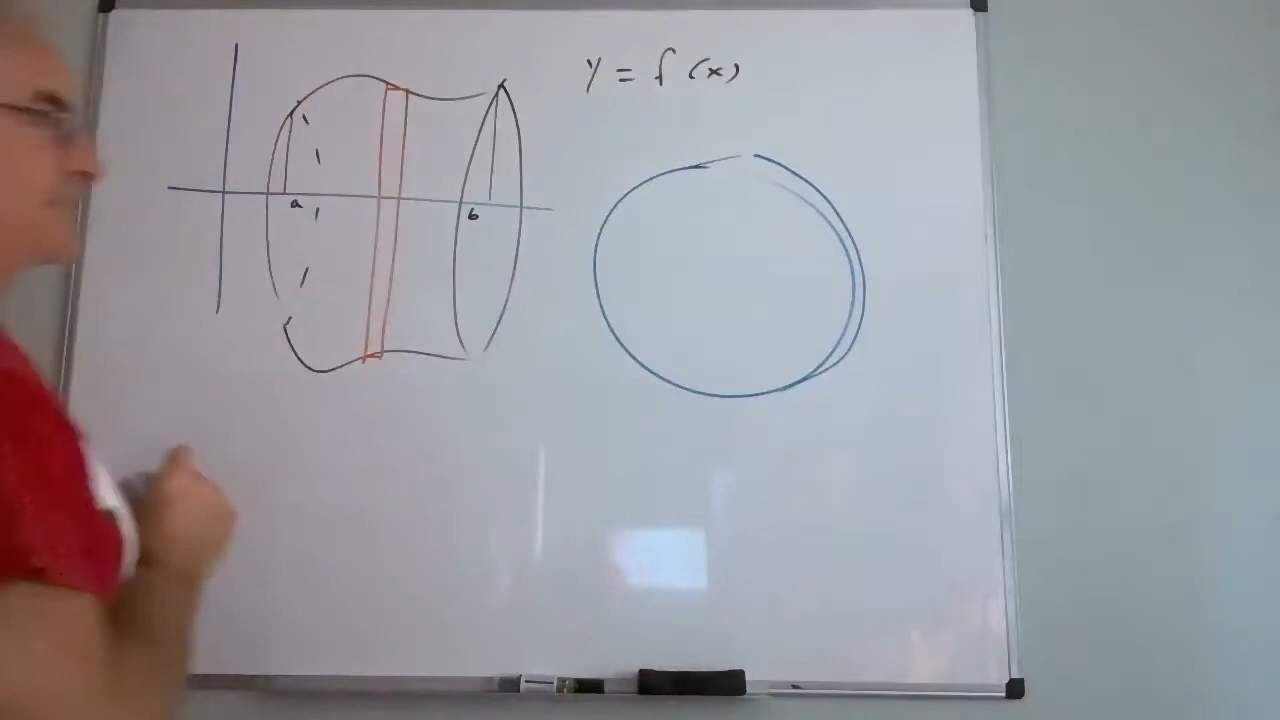 y = f(x)
a
b